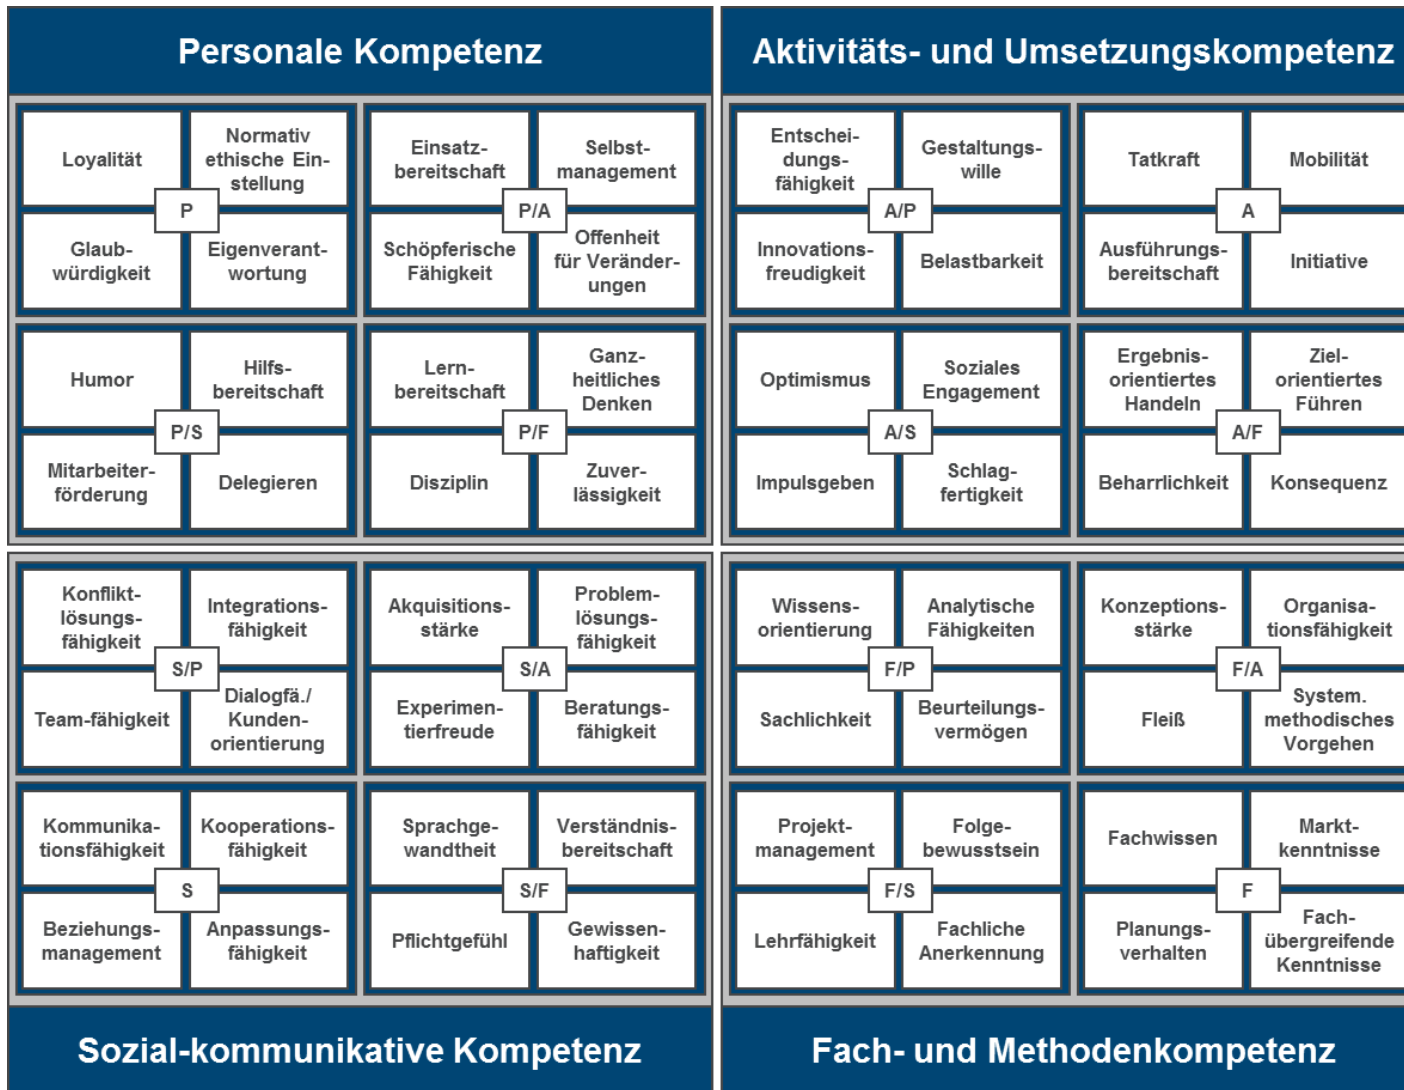 Personale Kompetenz
Loyalität
Normativ
ethische Ein-
stellung
P
Glaub-
würdigkeit
Eigenverant-
wortung
Einsatz-
bereitschaft
Selbst-
management
P/A
Schöpferische
Fähigkeit
Offenheit
für Veränder-
ungen
Humor
Hilfs-
bereitschaft
P/S
Mitarbeiter-
förderung
Delegieren
Lern-
bereitschaft
Ganz-
heitliches
Denken
P/F
Disziplin
Zuver-
lässigkeit
Aktivitäts- und Umsetzungskompetenz
Entschei-
dungs-
fähigkeit
Gestaltungs-
wille
A/P
Innovations-
freudigkeit
Belastbarkeit
Tatkraft
Mobilität
A
Ausführungs-
bereitschaft
Initiative
Optimismus
Soziales
Engagement
A/S
Impulsgeben
Schlag-
fertigkeit
Ergebnis-
orientiertes
Handeln
Ziel-
orientiertes
Führen
A/F
Beharrlichkeit
Konsequenz
Konflikt-
lösungs-
fähigkeit
Integrations-
fähigkeit
S/P
Team-fähigkeit
Dialogfä./
Kunden-
orientierung
Akquisitions-
stärke
Problem-
lösungs-
fähigkeit
S/A
Experimen-
tierfreude
Beratungs-
fähigkeit
Kommunika-
tionsfähigkeit
Kooperations-
fähigkeit
S
Beziehungs-
management
Anpassungs-
fähigkeit
Sprachge-
wandtheit
Verständnis-
bereitschaft
S/F
Pflichtgefühl
Gewissen-
haftigkeit
Sozial-kommunikative Kompetenz
Wissens-
orientierung
Analytische
Fähigkeiten
F/P
Sachlichkeit
Beurteilungs-
vermögen
Konzeptions-
stärke
Organisa-
tionsfähigkeit
F/A
Fleiß
System.
methodisches
Vorgehen
Projekt-
management
Folge-
bewusstsein
F/S
Lehrfähigkeit
Fachliche
Anerkennung
Fachwissen
Markt-
kenntnisse
F
Planungs-
verhalten
Fach-
übergreifende
Kenntnisse
Fach- und Methodenkompetenz